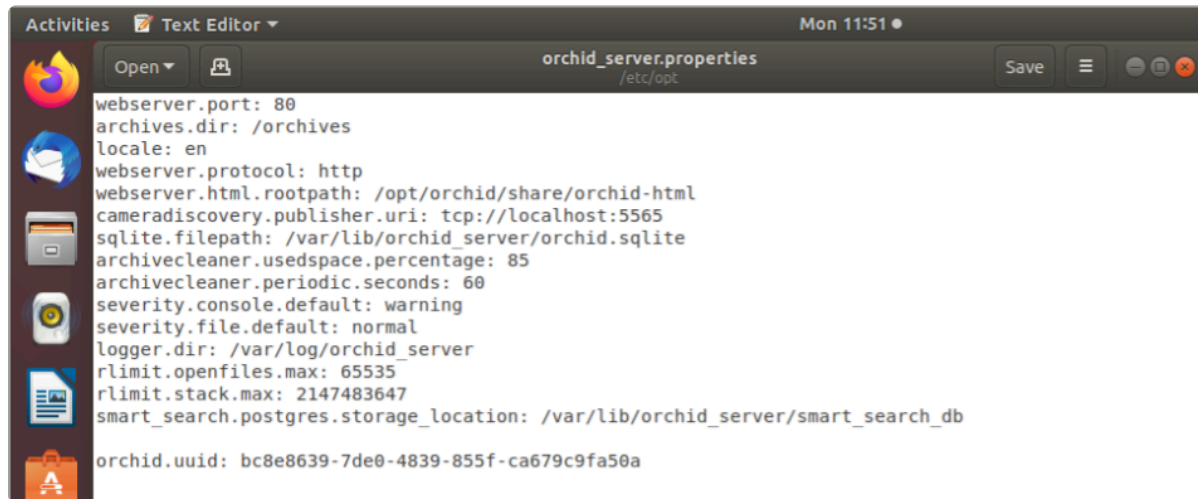 Activities Text Editor Mon 11:51
Open orchid_server.properties Save
/etc/opt
webserver.port: 80
archives.dir: /orchives
locale: en
webserver.protocol: http
webserver.html.rootpath: /opt/orchid/share/orchid-html
cameradiscovery.publisher.uri: tcp://localhost:5565
sqlite.filepath: /var/lib/orchid_server/orchid.sqlite
archivecleaner.usedspace.percentage: 85
archivecleaner.periodic.seconds: 60
severity.console.default: warning
severity.file.default: normal
logger.dir: /var/log/orchid_server
rlimit.openfiles.max: 65535
rlimit.stack.max: 2147483647
smart_search.postgres.storage_location: /var/lib/orchid_server/smart_search_db
orchid.uuid: bc8e8639-7de0-4839-855f-ca679c9fa50a